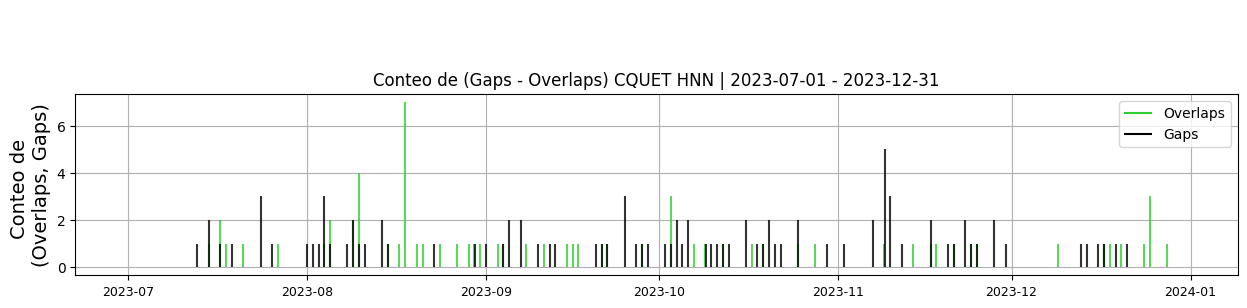 Conteo de (Gaps - Overlaps) CQUET HNN | 2023-07-01 - 2023-12-31
Conteo de
(Overlaps, Gaps)
6
4
2
0
Overlaps
Gaps
2023-07 2023-08 2023-09 2023-10 2023-11 2023-12 2024-01